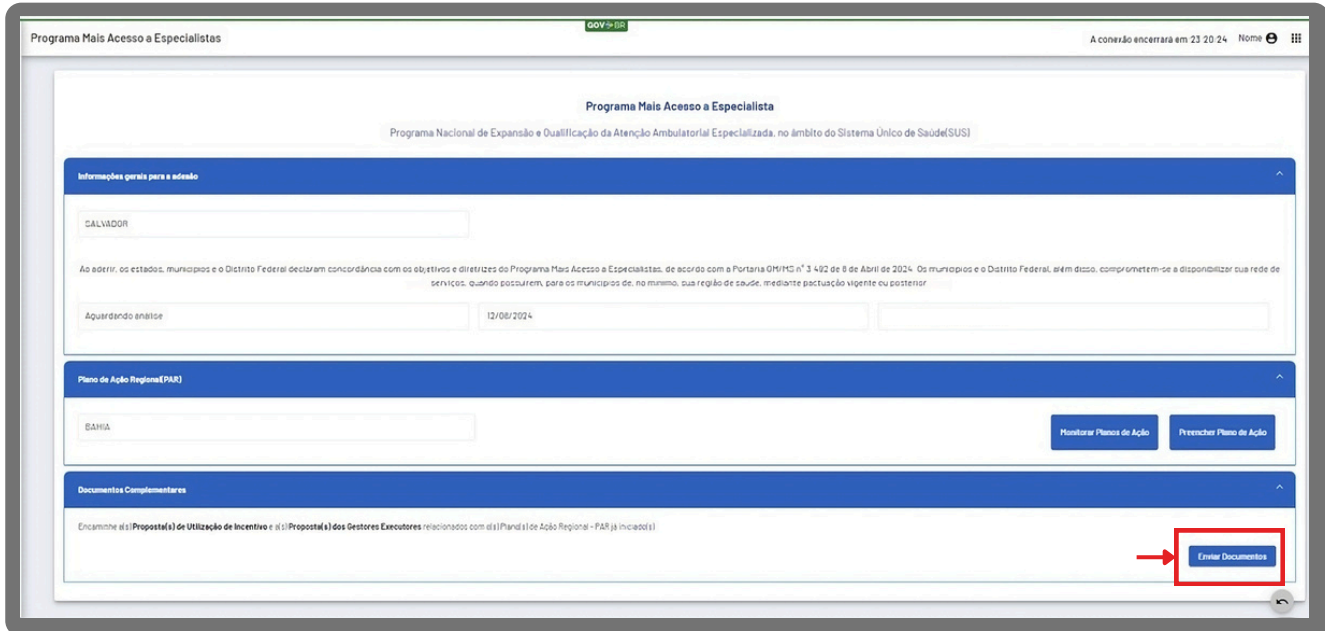 GOV BR
Programa Mais Acesso a Especialistas
A conexão encerrará em 23:20:24 Nome
Programa Mais Acesso a Especialista
Programa Nacional de Expansão e Qualificação da Atenção Ambulatorial Especializada, no âmbito do Sistema Único de Saúde(SUS)
Informações gerais para a adesão
SALVADOR
Ao aderir, os estados, municípios e o Distrito Federal declaram concordância com os objetivos e diretrizes do Programa Mais Acesso a Especialistas, de acordo com a Portaria GM/MS n° 3.492 de 8 de Abril de 2024. Os municípios e o Distrito Federal, além disso, comprometem-se a disponibilizar sua rede de
serviços, quando possuírem, para os municípios de, no mínimo, sua região de saúde, mediante pactuação vigente ou posterior
Aguardando análise 12/08/2024
Plano de Ação Regional(PAR)
BAHIA
Monitorar Planos de Ação Preencher Plano de Ação
Documentos Complementares
Encaminhe a(s) Proposta(s) de Utilização de Incentivo e a(s) Proposta(s) dos Gestores Executores relacionados com o(s) Plano(s) de Ação Regional - PAR já iniciado(s)
Enviar Documentos